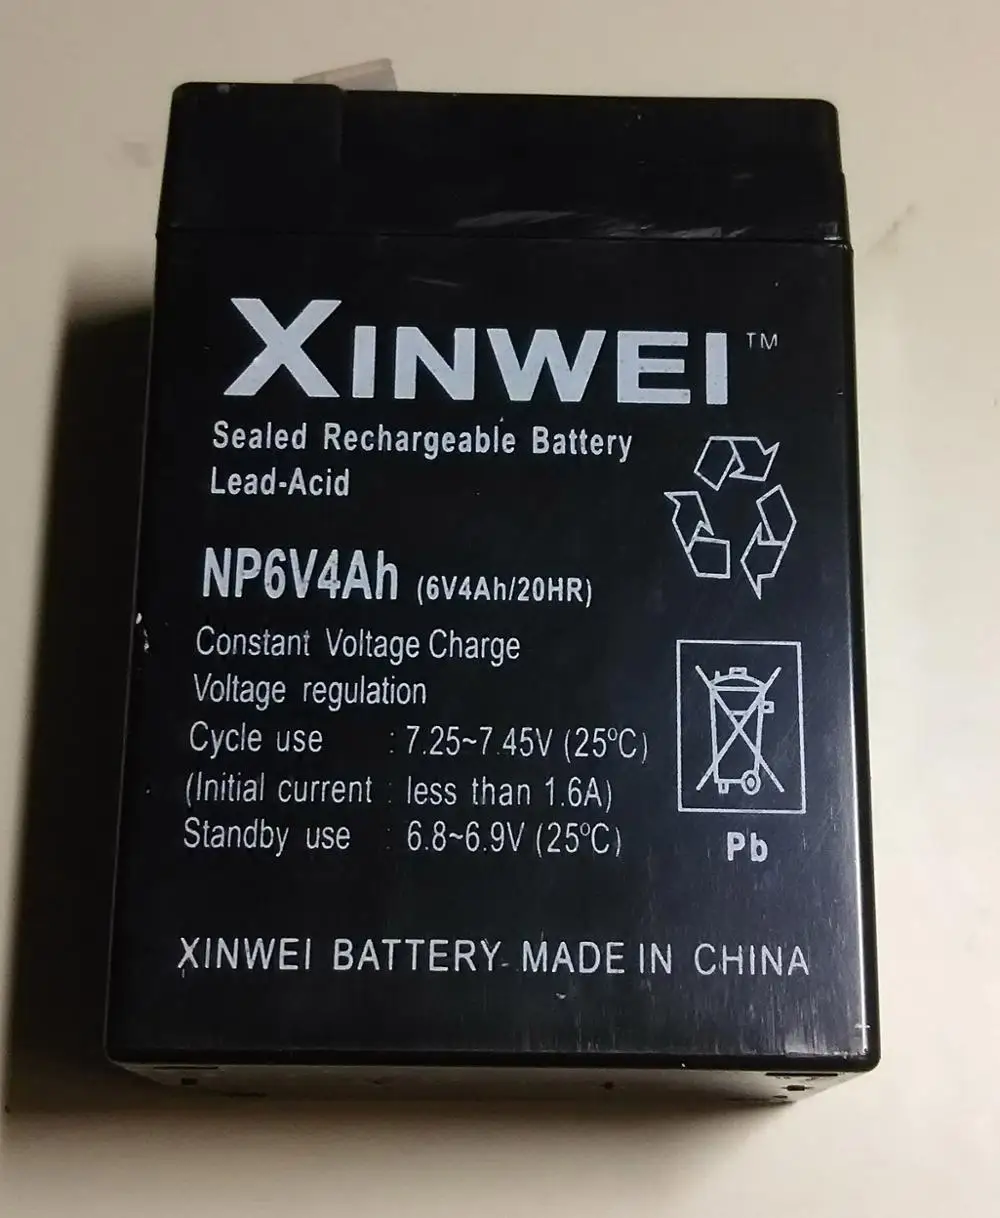 XINWEI™
Sealed Rechargeable Battery
Lead-Acid
NP6V4Ah (6V4Ah/20HR)
Constant Voltage Charge
Voltage regulation
Cycle use : 7.25~7.45V (25ºC)
(Initial current : less than 1.6A)
Standby use : 6.8~6.9V (25ºC)
Pb
XINWEI BATTERY MADE IN CHINA